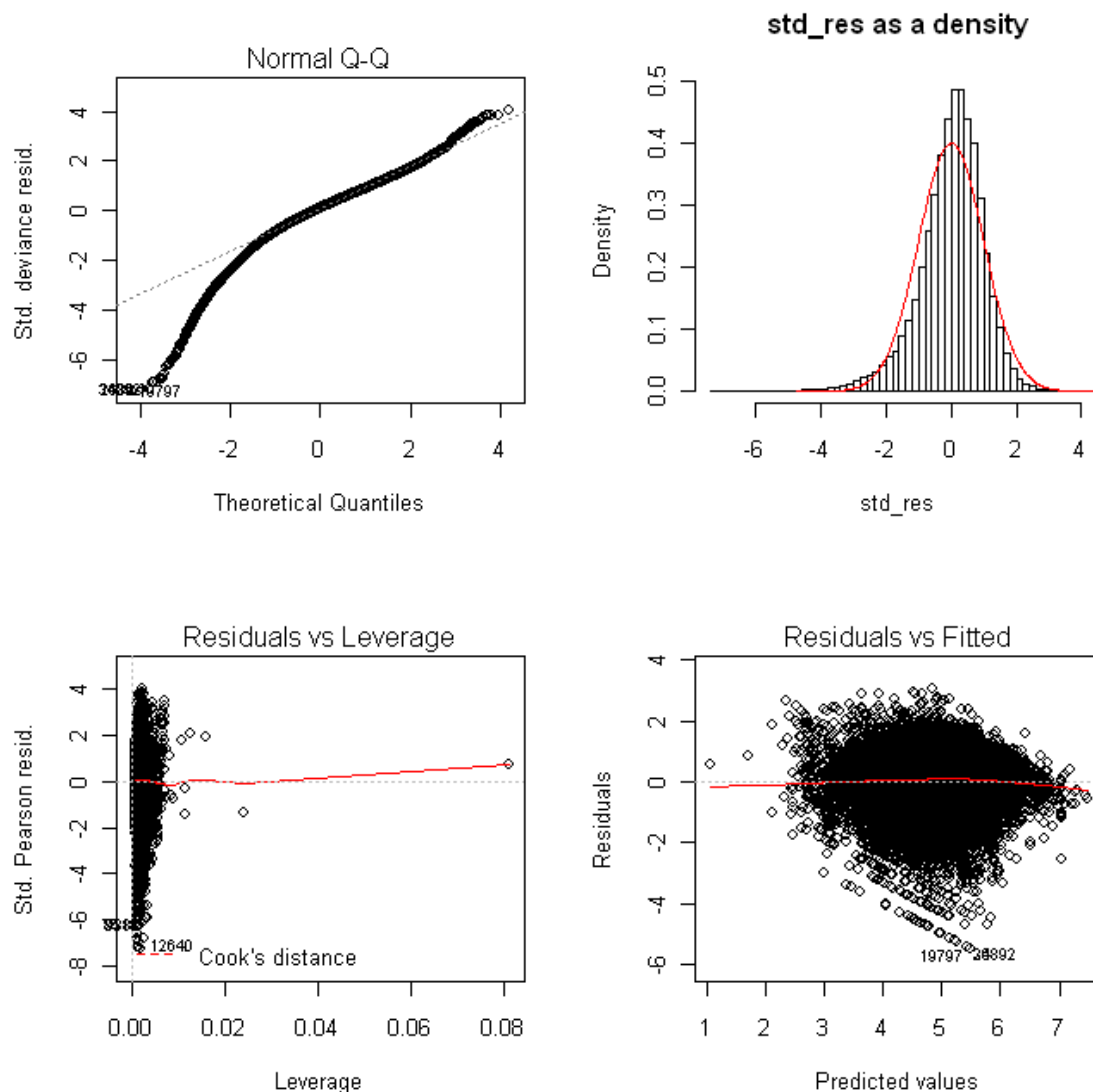 Normal Q-Q
Std. deviance resid.
4
2
0
-2
-4
-6
19797
-4 -2 0 2 4
Theoretical Quantiles
std_res as a density
Density
0.5
0.4
0.3
0.2
0.1
0.0
-6 -4 -2 0 2 4
std_res
Residuals vs Leverage
Std. Pearson resid.
4
2
0
-2
-4
-6
-8
12640
Cook's distance
0.00 0.02 0.04 0.06 0.08
Leverage
Residuals vs Fitted
Residuals
4
2
0
-2
-4
-6
19797
1 2 3 4 5 6 7
Predicted values